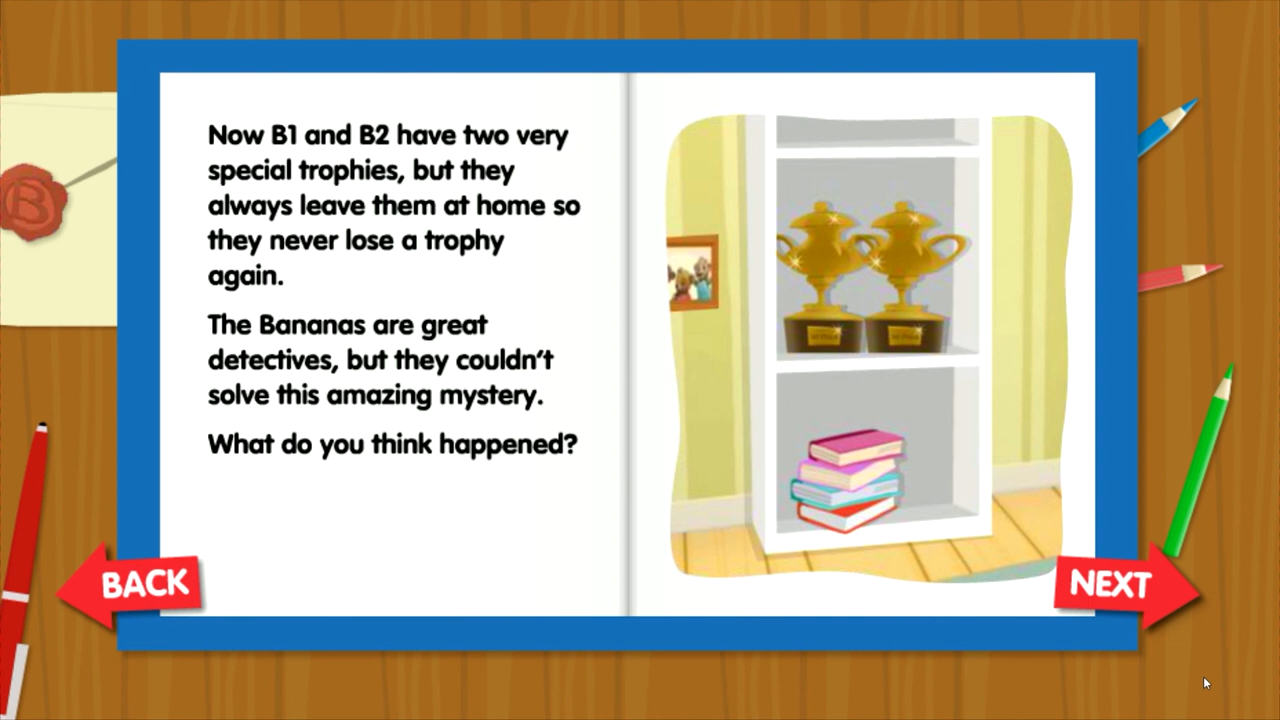 Now B1 and B2 have two very
special trophies, but they
always leave them at home so
they never lose a trophy
again.
The Bananas are great
detectives, but they couldn't
solve this amazing mystery.
What do you think happened?
B
BACK
NEXT